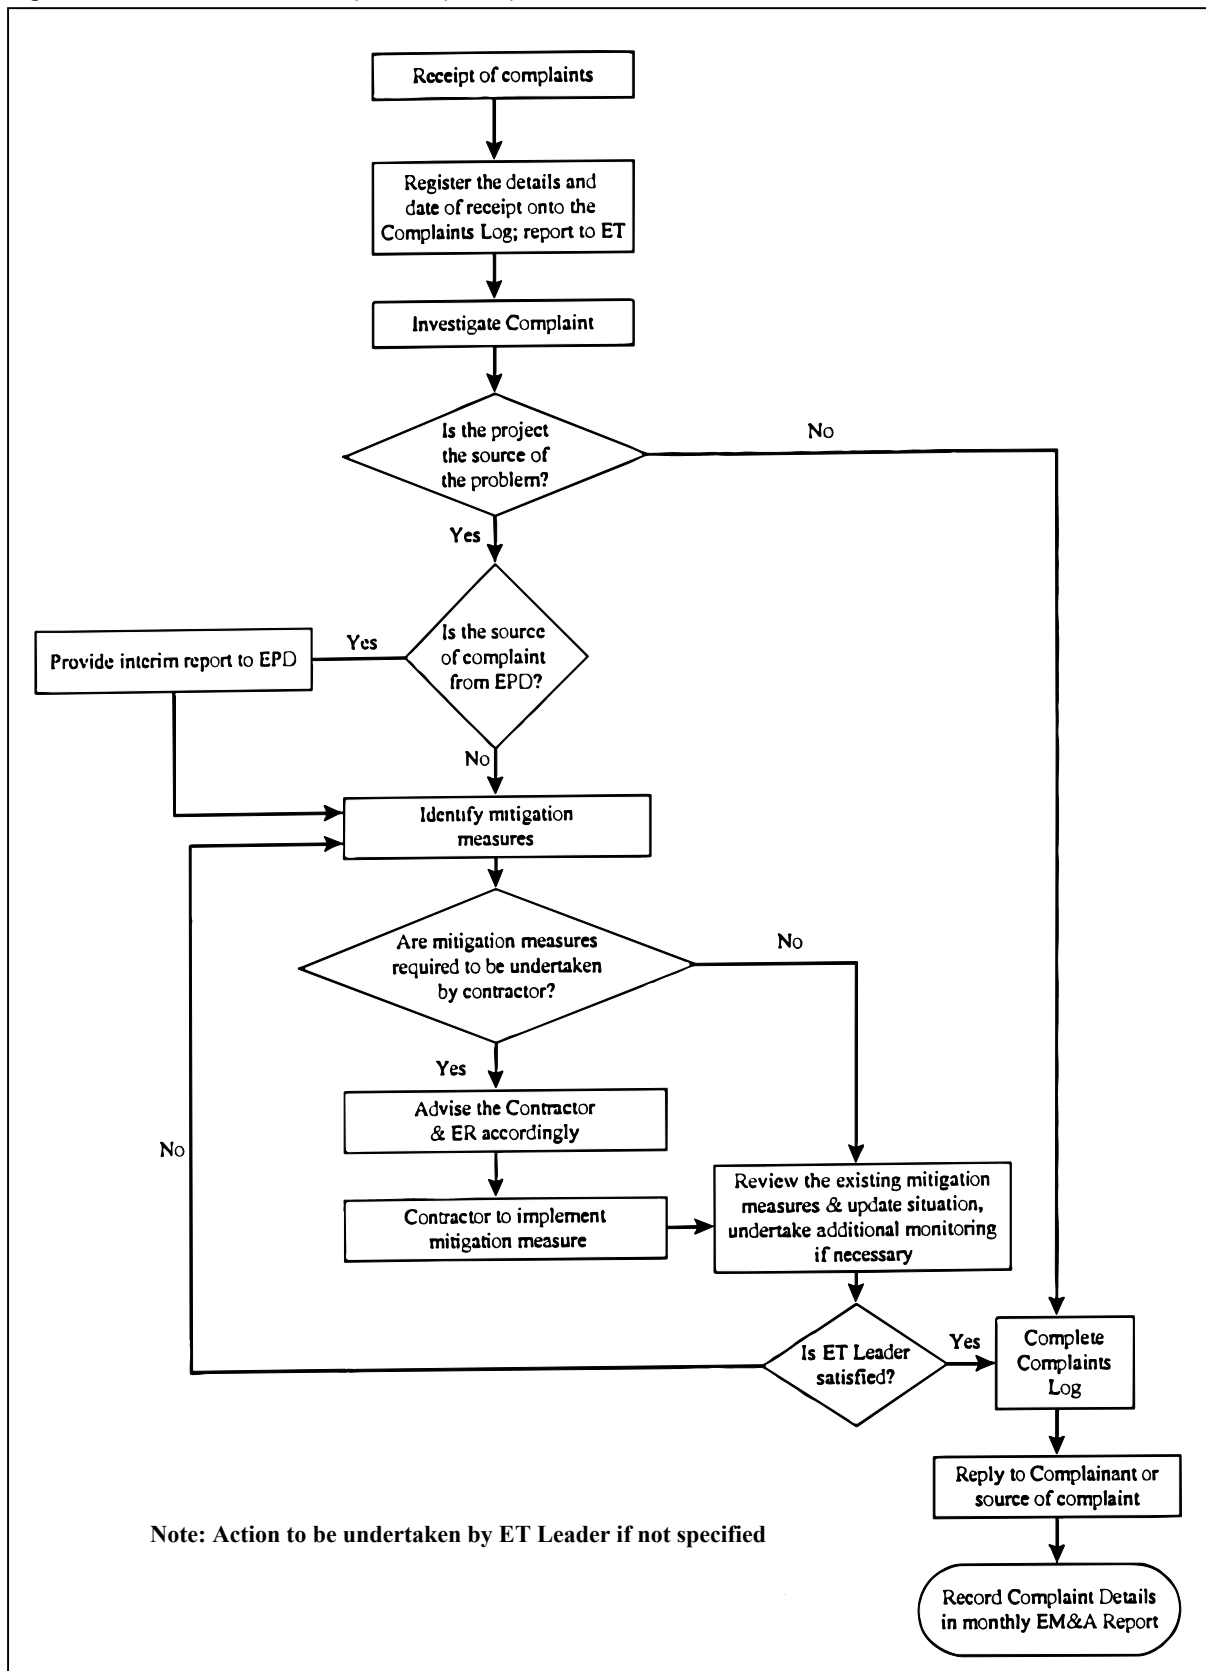 Receipt of complaints
Register the details and
date of receipt onto the
Complaints Log; report to ET
Investigate Complaint
Is the project
the source of
the problem?
No
Yes
Is the source
of complaint
from EPD?
Yes
Provide interim report to EPD
No
Identify mitigation
measures
Are mitigation measures
required to be undertaken
by contractor?
No
Yes
Advise the Contractor
& ER accordingly
No
Contractor to implement
mitigation measure
Review the existing mitigation
measures & update situation,
undertake additional monitoring
if necessary
Is ET Leader
satisfied?
Yes
Complete
Complaints
Log
Reply to Complainant or
source of complaint
Note: Action to be undertaken by ET Leader if not specified
Record Complaint Details
in monthly EM&A Report